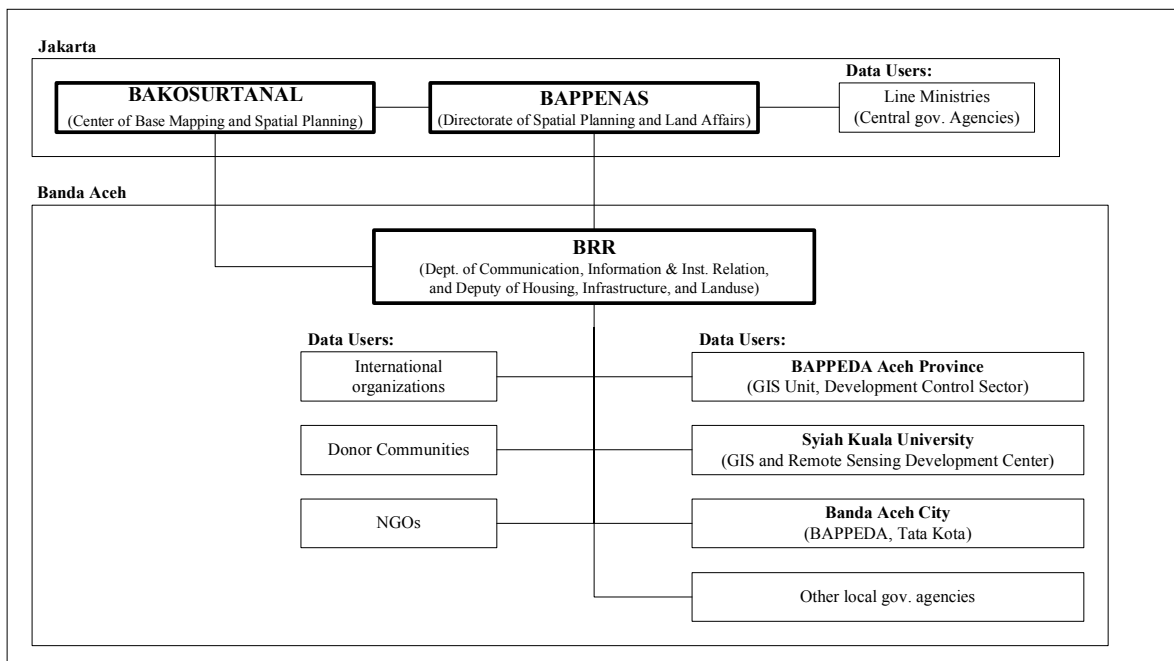 Jakarta
BAKOSURTANAL
(Center of Base Mapping and Spatial Planning)
BAPPENAS
(Directorate of Spatial Planning and Land Affairs)
Data Users:
Line Ministries
(Central gov. Agencies)
Banda Aceh
BRR
(Dept. of Communication, Information & Inst. Relation,
and Deputy of Housing, Infrastructure, and Landuse)
Data Users:
International
organizations
Donor Communities
NGOs
Data Users:
BAPPEDA Aceh Province
(GIS Unit, Development Control Sector)
Syiah Kuala University
(GIS and Remote Sensing Development Center)
Banda Aceh City
(BAPPEDA, Tata Kota)
Other local gov. agencies